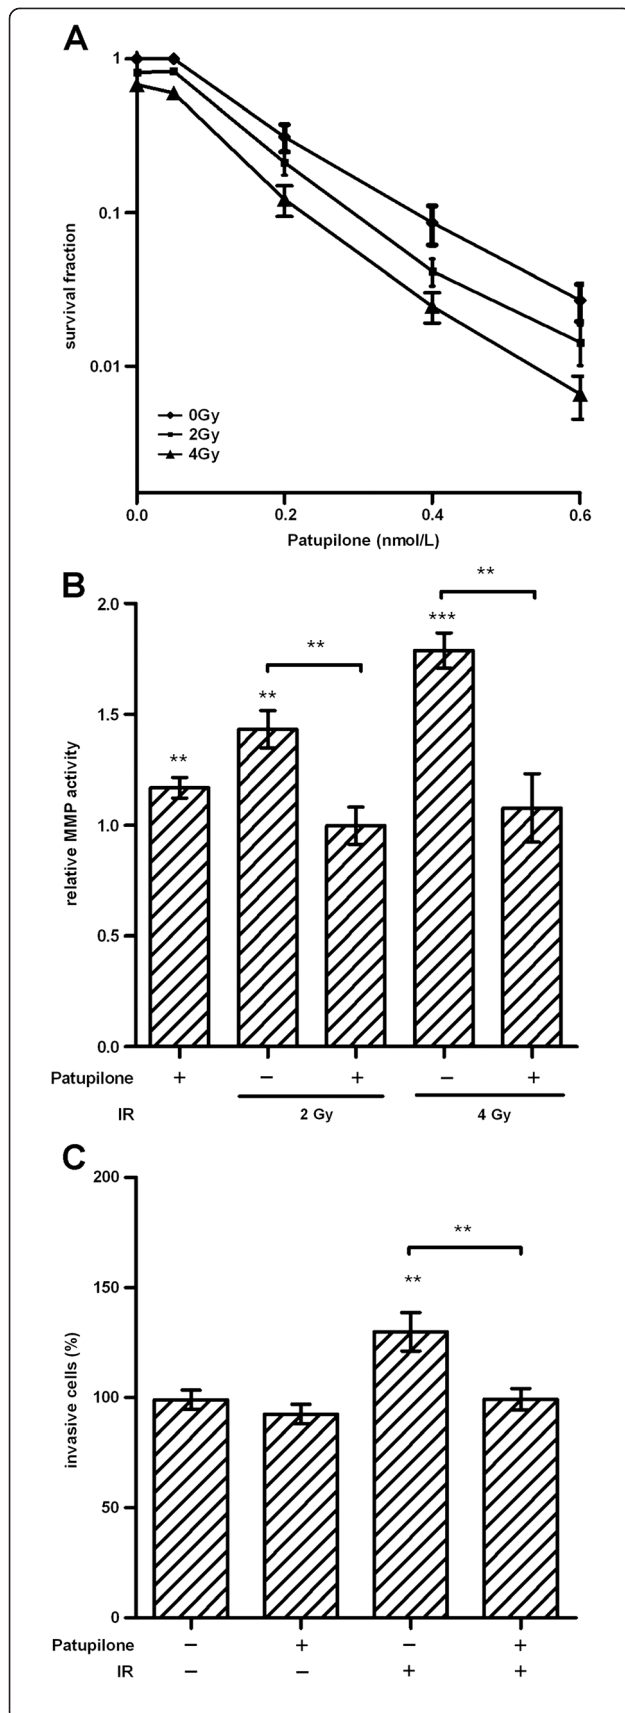 A
1
0.1
0.01
survival fraction
0Gy
2Gy
4Gy
0.0 0.2 0.4 0.6
Patupilone (nmol/L)
B
**
2.0
***
**
1.5
**
**
1.0
0.5
0.0
relative MMP activity
Patupilone + − + − +
IR 2 Gy 4 Gy
C
200
**
150
**
100
50
0
invasive cells (%)
Patupilone − + − +
IR − − + +